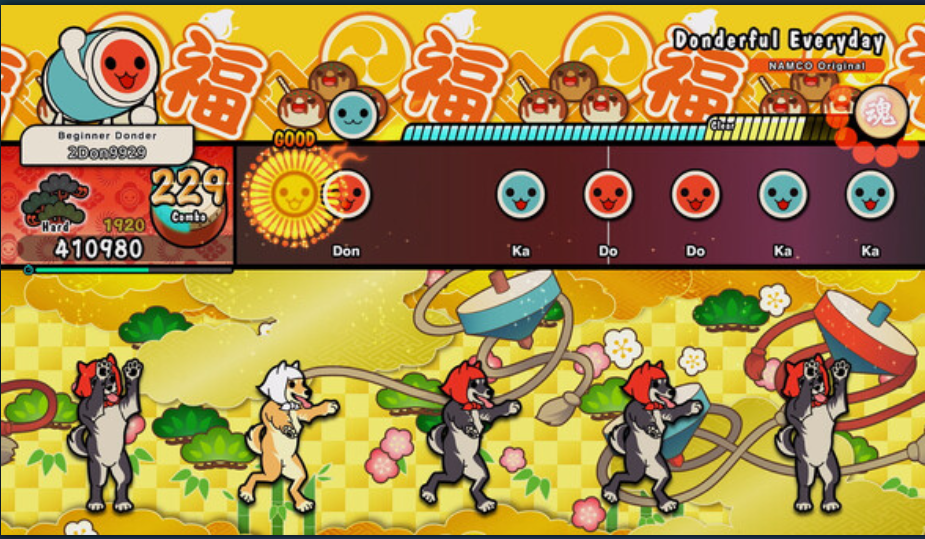 福 福 福
Donderful Everyday
NAMCO Original
魂
Clear
Beginner Donder
2Don9929
GOOD
229
Combo
Hard
1920
410980
Don Ka Do Do Ka Ka